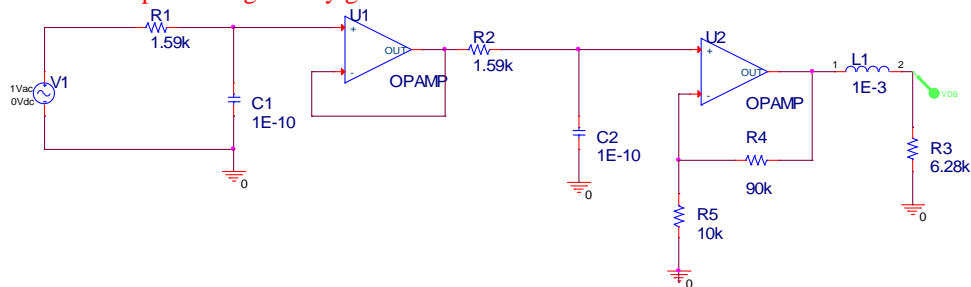 R1
1.59k
V1
1Vac
0Vdc
C1
1E-10
0
U1
+
-
OUT
OPAMP
R2
1.59k
C2
1E-10
0
U2
+
-
OUT
OPAMP
R4
90k
R5
10k
0
L1
1
2
1E-3
VDB
R3
6.28k
0